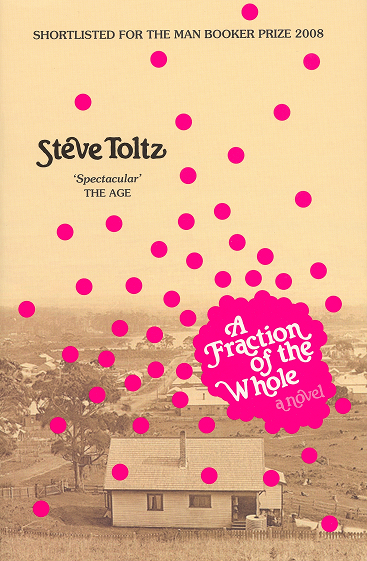 SHORTLISTED FOR THE MAN BOOKER PRIZE 2008
Steve Toltz
‘Spectacular’
THE AGE
A
Fraction
of the
Whole
a novel